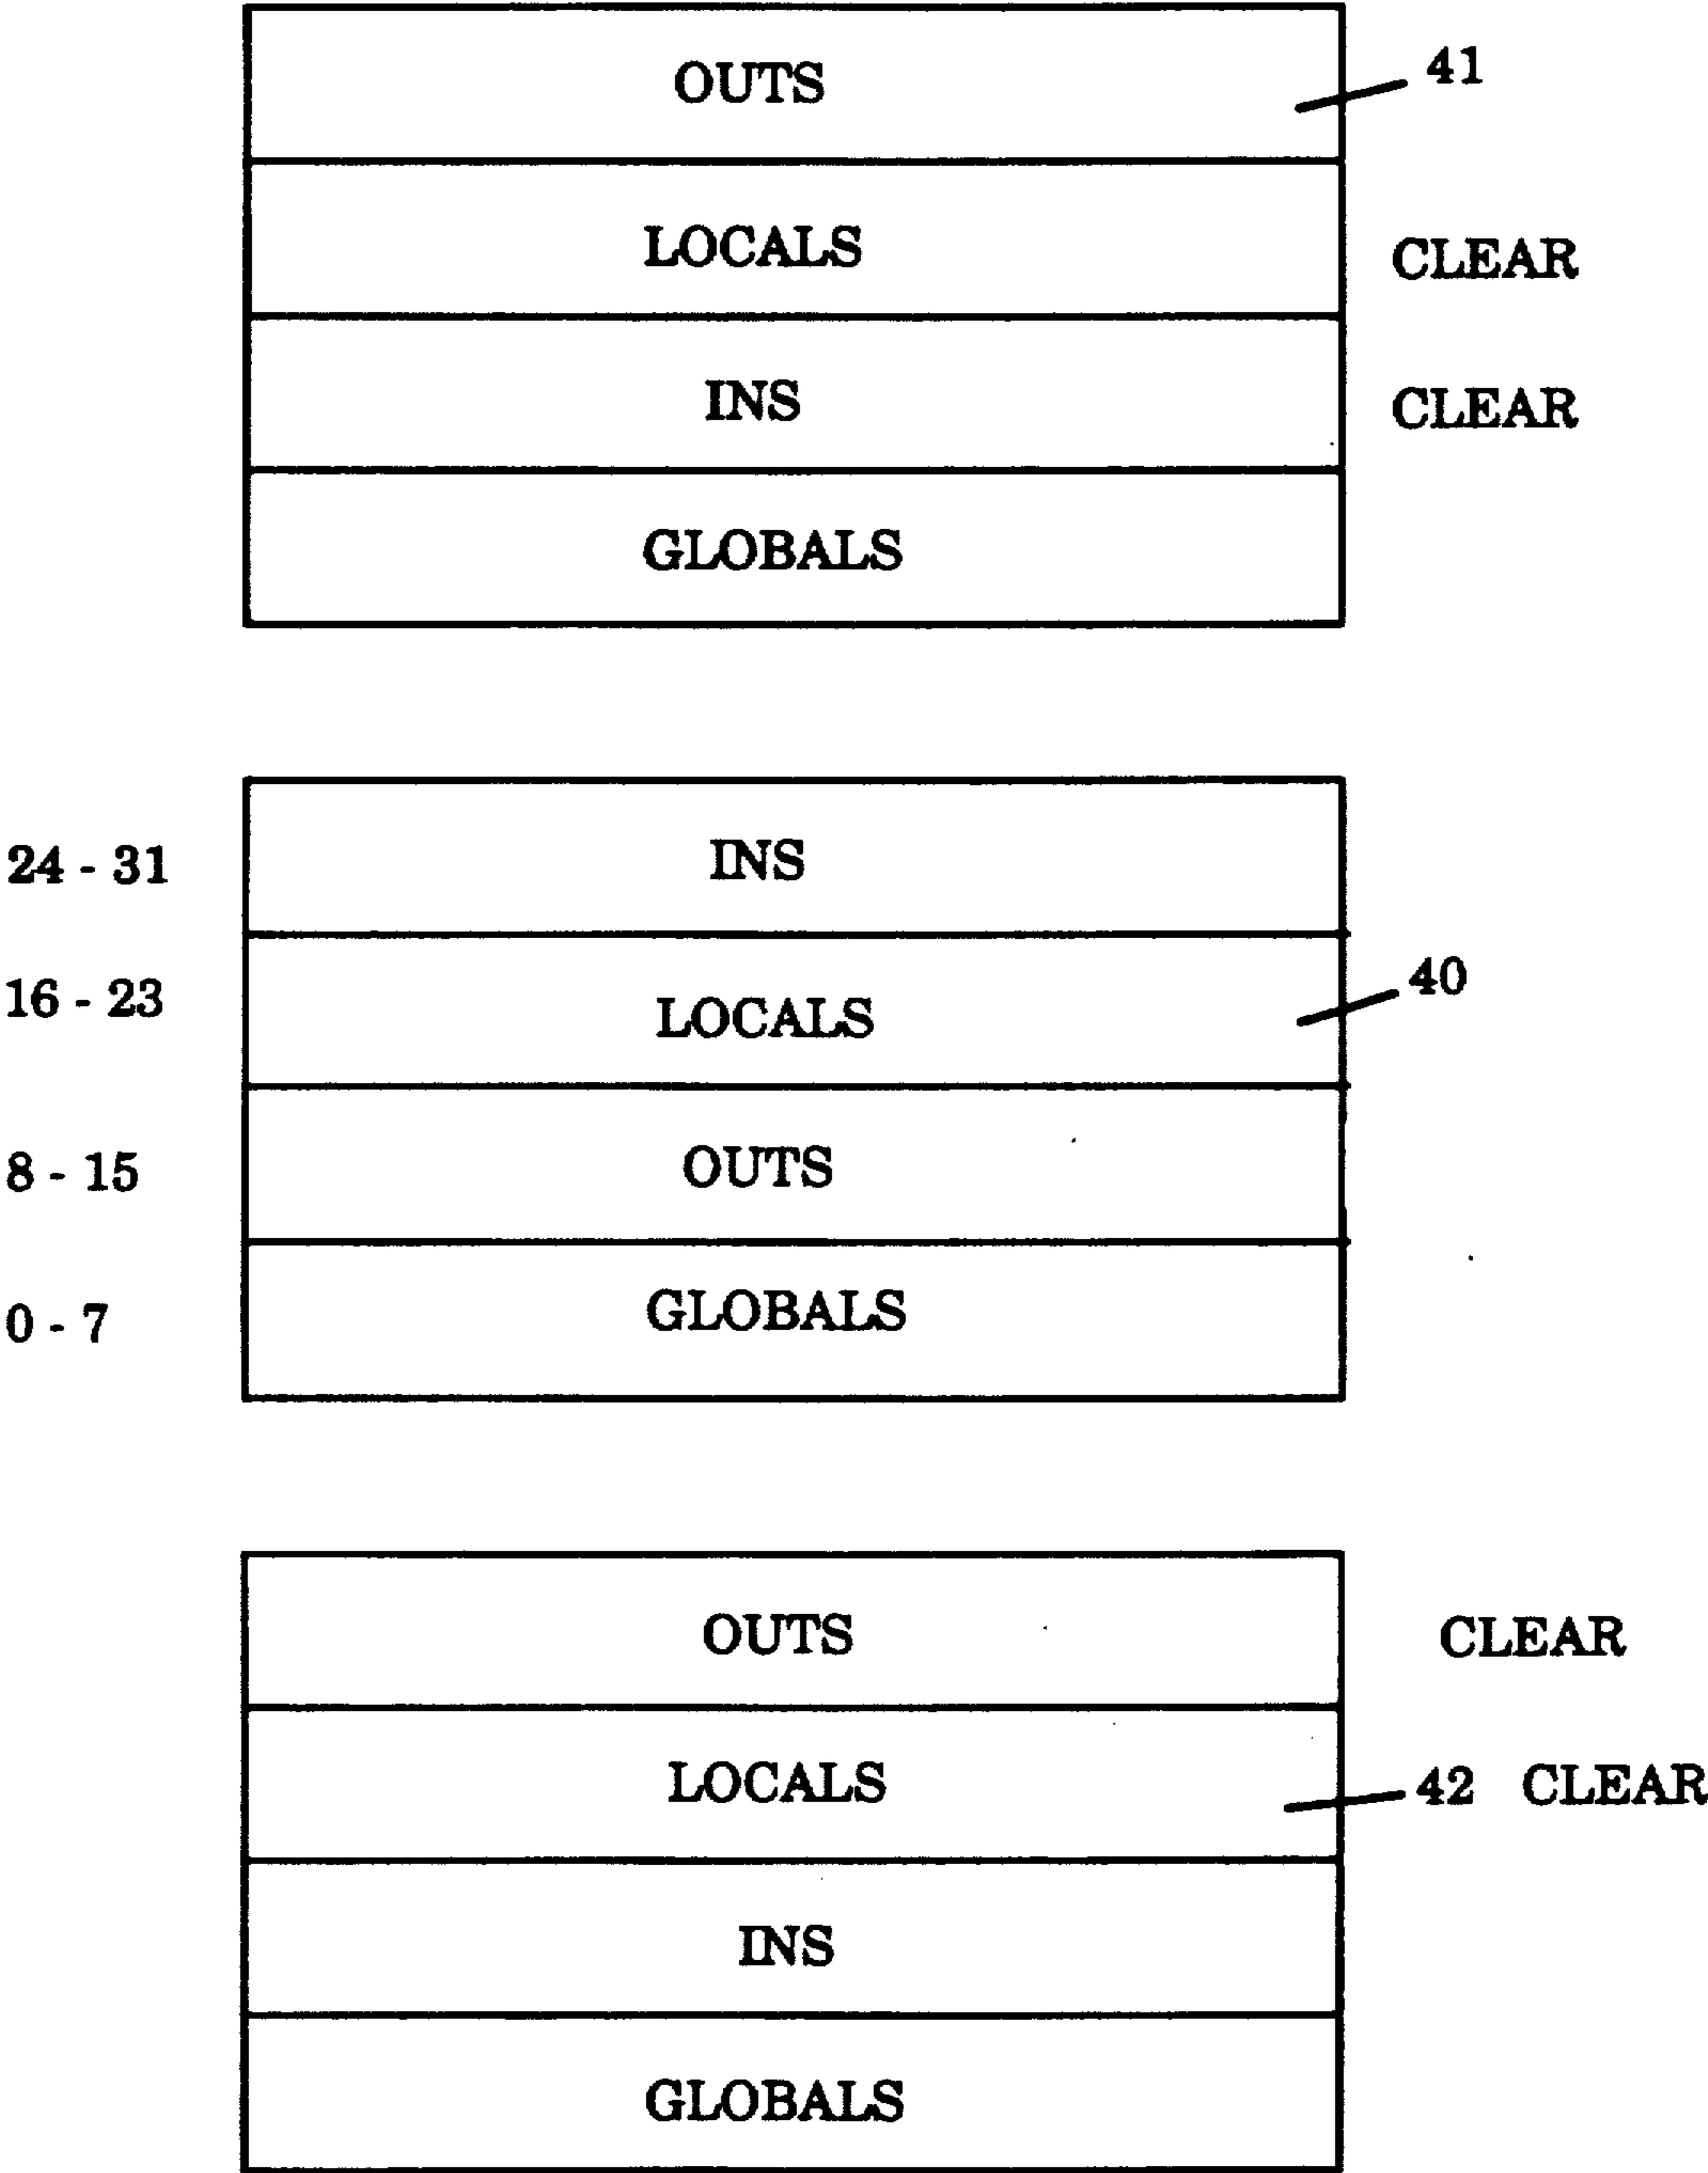 OUTS 41
LOCALS CLEAR
INS CLEAR
GLOBALS
24 - 31 INS
16 - 23 LOCALS 40
8 - 15 OUTS
0 - 7 GLOBALS
OUTS CLEAR
LOCALS 42 CLEAR
INS
GLOBALS